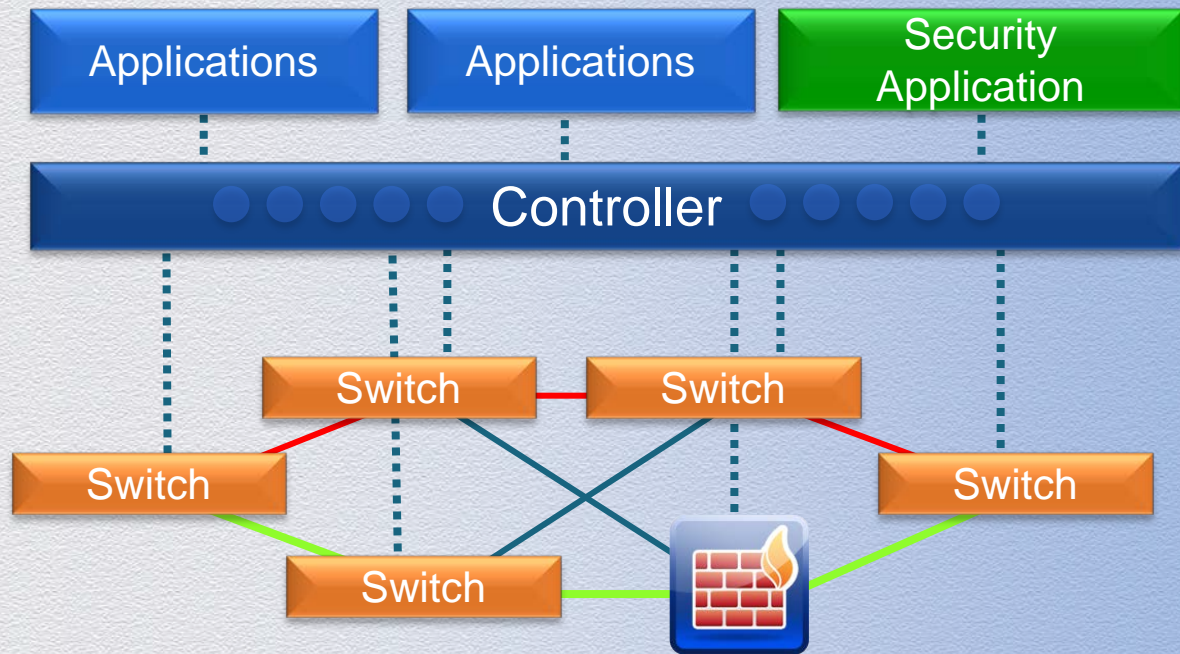 Applications
Applications
Security
Application
Controller
Switch
Switch
Switch
Switch
Switch